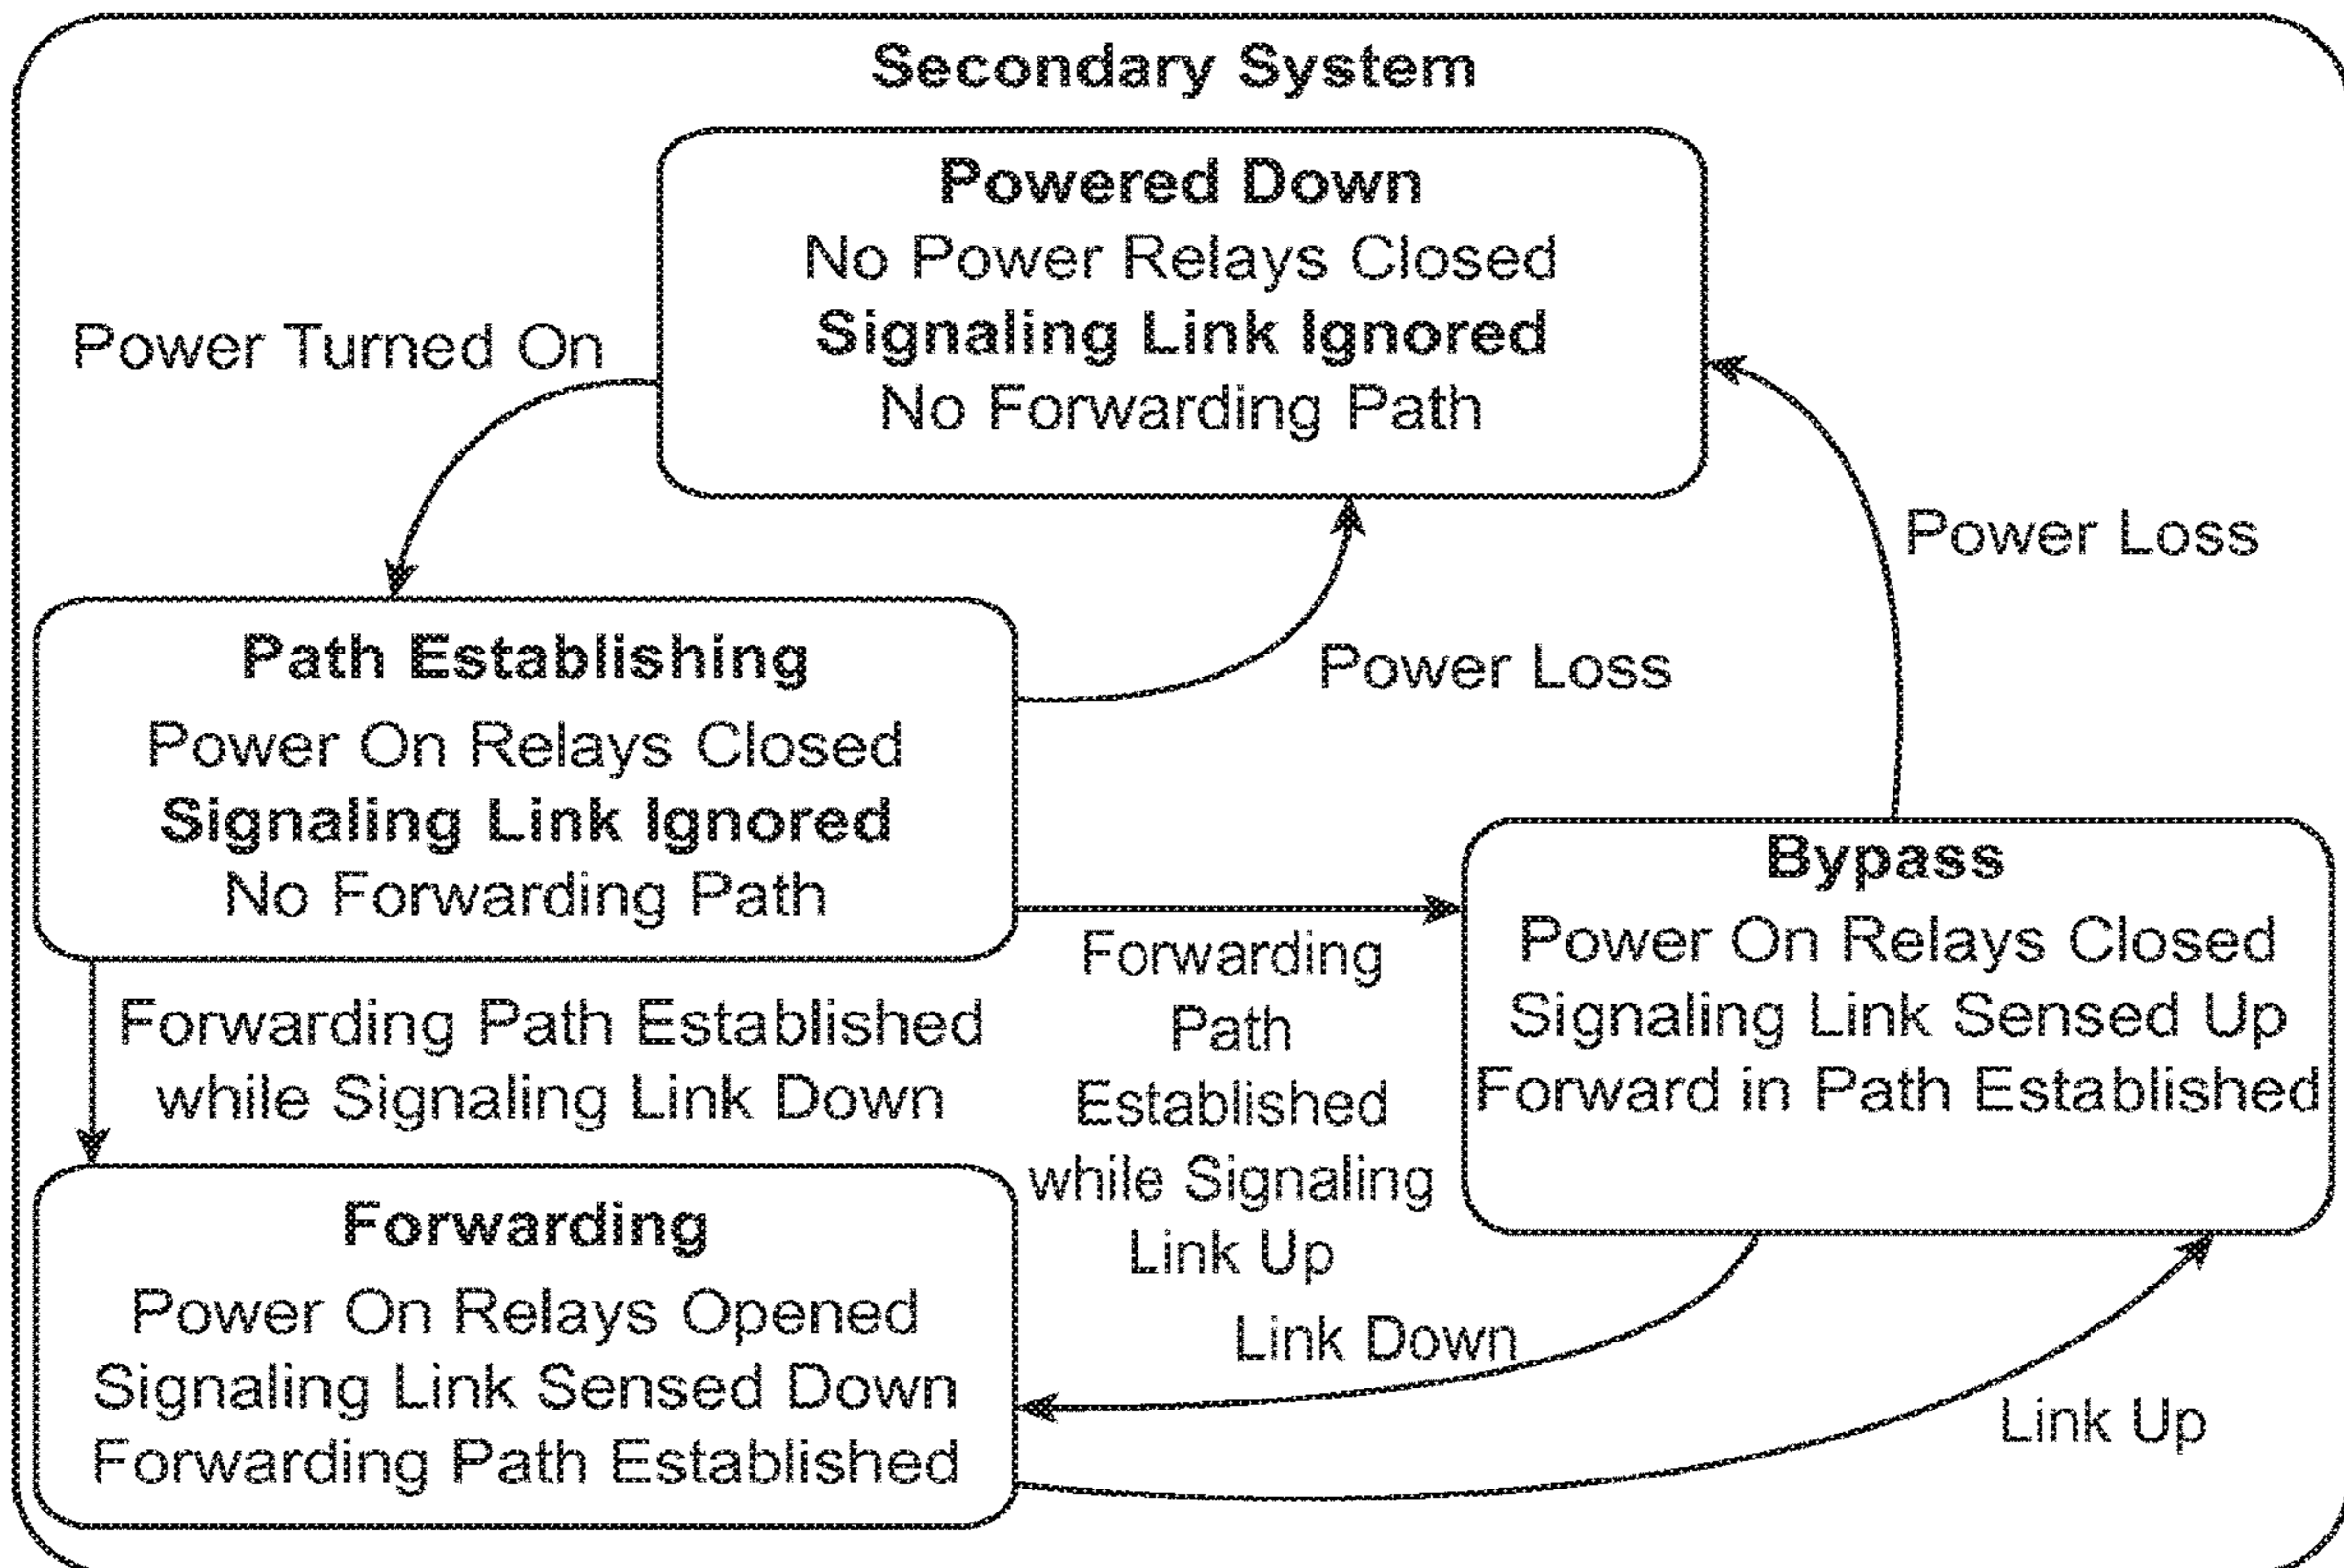 Secondary System
Powered Down
No Power Relays Closed
Signaling Link Ignored
No Forwarding Path
Power Turned On
Power Loss
Power Loss
Path Establishing
Power On Relays Closed
Signaling Link Ignored
No Forwarding Path
Bypass
Power On Relays Closed
Signaling Link Sensed Up
Forward in Path Established
Forwarding Path Established
while Signaling Link Down
Forwarding
Path
Established
while Signaling
Link Up
Forwarding
Power On Relays Opened
Signaling Link Sensed Down
Forwarding Path Established
Link Down
Link Up